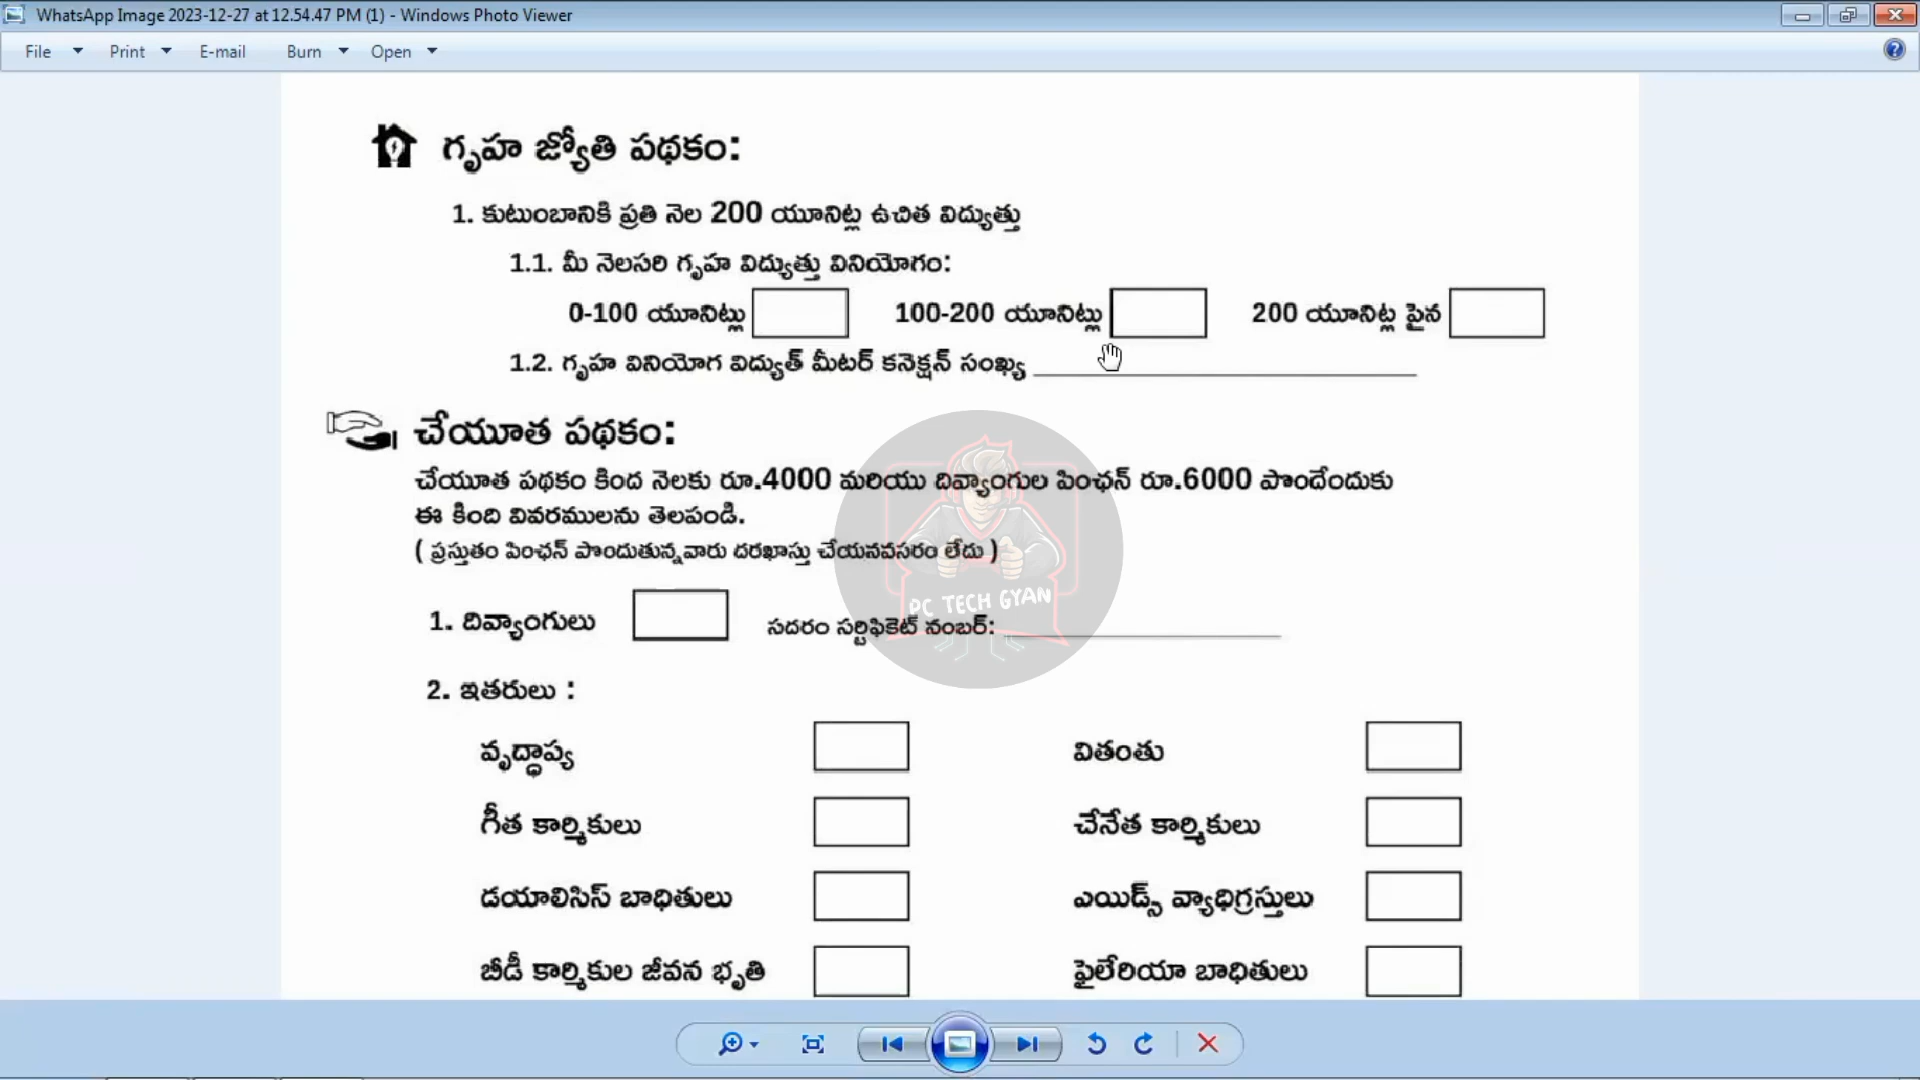 WhatsApp Image 2023-12-27 at 12.54.47 PM (1) - Windows Photo Viewer
File Print E-mail Burn Open
గృహ జ్యోతి పథకం:
1. కుటుంబానికి ప్రతి నెల 200 యూనిట్ల ఉచిత విద్యుత్తు
1.1. మీ నెలసరి గృహ విద్యుత్తు వినియోగం:
0-100 యూనిట్లు 100-200 యూనిట్లు 200 యూనిట్ల పైన
1.2. గృహ వినియోగ విద్యుత్ మీటర్ కనెక్షన్ సంఖ్య
చేయూత పథకం:
చేయూత పథకం కింద నెలకు రూ.4000 మరియు దివ్యాంగుల పింఛన్ రూ.6000 పొందేందుకు
ఈ కింది వివరములను తెలపండి.
( ప్రస్తుతం పింఛన్ పొందుతున్నవారు దరఖాస్తు చేయనవసరం లేదు )
PC TECH GYAN
1. దివ్యాంగులు సదరం సర్టిఫికెట్ నంబర్:
2. ఇతరులు :
వృద్ధాప్య వితంతు
గీత కార్మికులు చేనేత కార్మికులు
డయాలిసిస్ బాధితులు ఎయిడ్స్ వ్యాధిగ్రస్తులు
బీడీ కార్మికుల జీవన భృతి ఫైలేరియా బాధితులు